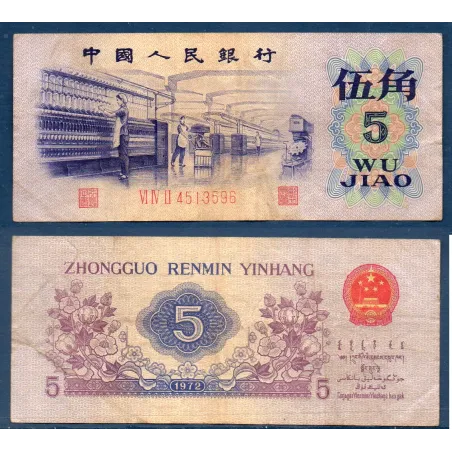 中國人民銀行
伍角
5
WU
JIAO
VI IV II 4513596
ZHONGGUO RENMIN YINHANG
5
5
1972
5